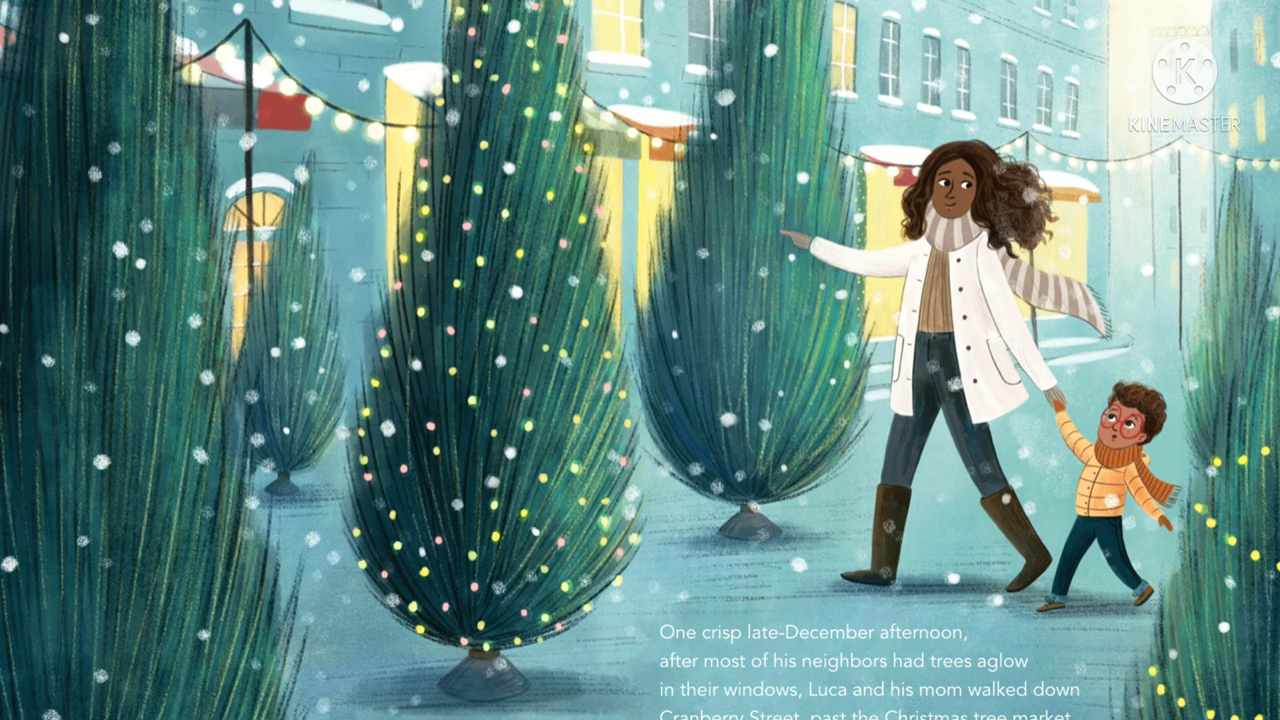 K
KINEMASTER
One crisp late-December afternoon,
after most of his neighbors had trees aglow
in their windows, Luca and his mom walked down
Cranberry Street, past the Christmas tree market